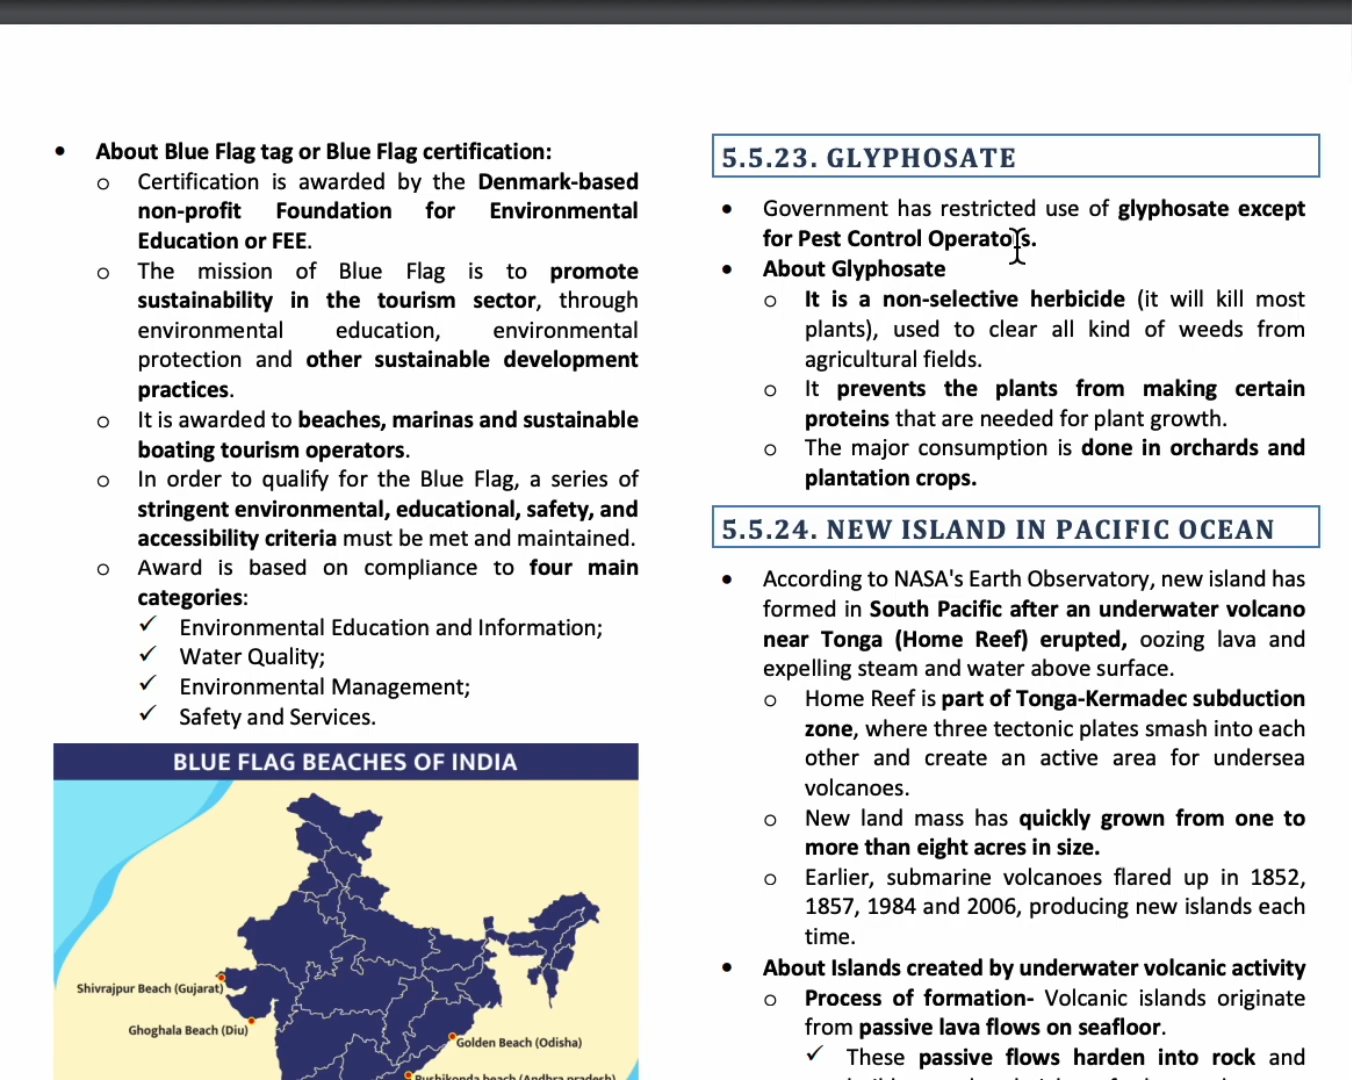 • About Blue Flag tag or Blue Flag certification:
o Certification is awarded by the Denmark-based
non-profit Foundation for Environmental
Education or FEE.
o The mission of Blue Flag is to promote
sustainability in the tourism sector, through
environmental education, environmental
protection and other sustainable development
practices.
o It is awarded to beaches, marinas and sustainable
boating tourism operators.
o In order to qualify for the Blue Flag, a series of
stringent environmental, educational, safety, and
accessibility criteria must be met and maintained.
o Award is based on compliance to four main
categories:
✓ Environmental Education and Information;
✓ Water Quality;
✓ Environmental Management;
✓ Safety and Services.
BLUE FLAG BEACHES OF INDIA
Shivrajpur Beach (Gujarat)
Ghoghala Beach (Diu)
Golden Beach (Odisha)
Rushikonda beach (Andhra pradesh)
5.5.23. GLYPHOSATE
• Government has restricted use of glyphosate except
for Pest Control Operators.
• About Glyphosate
o It is a non-selective herbicide (it will kill most
plants), used to clear all kind of weeds from
agricultural fields.
o It prevents the plants from making certain
proteins that are needed for plant growth.
o The major consumption is done in orchards and
plantation crops.
5.5.24. NEW ISLAND IN PACIFIC OCEAN
• According to NASA's Earth Observatory, new island has
formed in South Pacific after an underwater volcano
near Tonga (Home Reef) erupted, oozing lava and
expelling steam and water above surface.
o Home Reef is part of Tonga-Kermadec subduction
zone, where three tectonic plates smash into each
other and create an active area for undersea
volcanoes.
o New land mass has quickly grown from one to
more than eight acres in size.
o Earlier, submarine volcanoes flared up in 1852,
1857, 1984 and 2006, producing new islands each
time.
• About Islands created by underwater volcanic activity
o Process of formation- Volcanic islands originate
from passive lava flows on seafloor.
✓ These passive flows harden into rock and